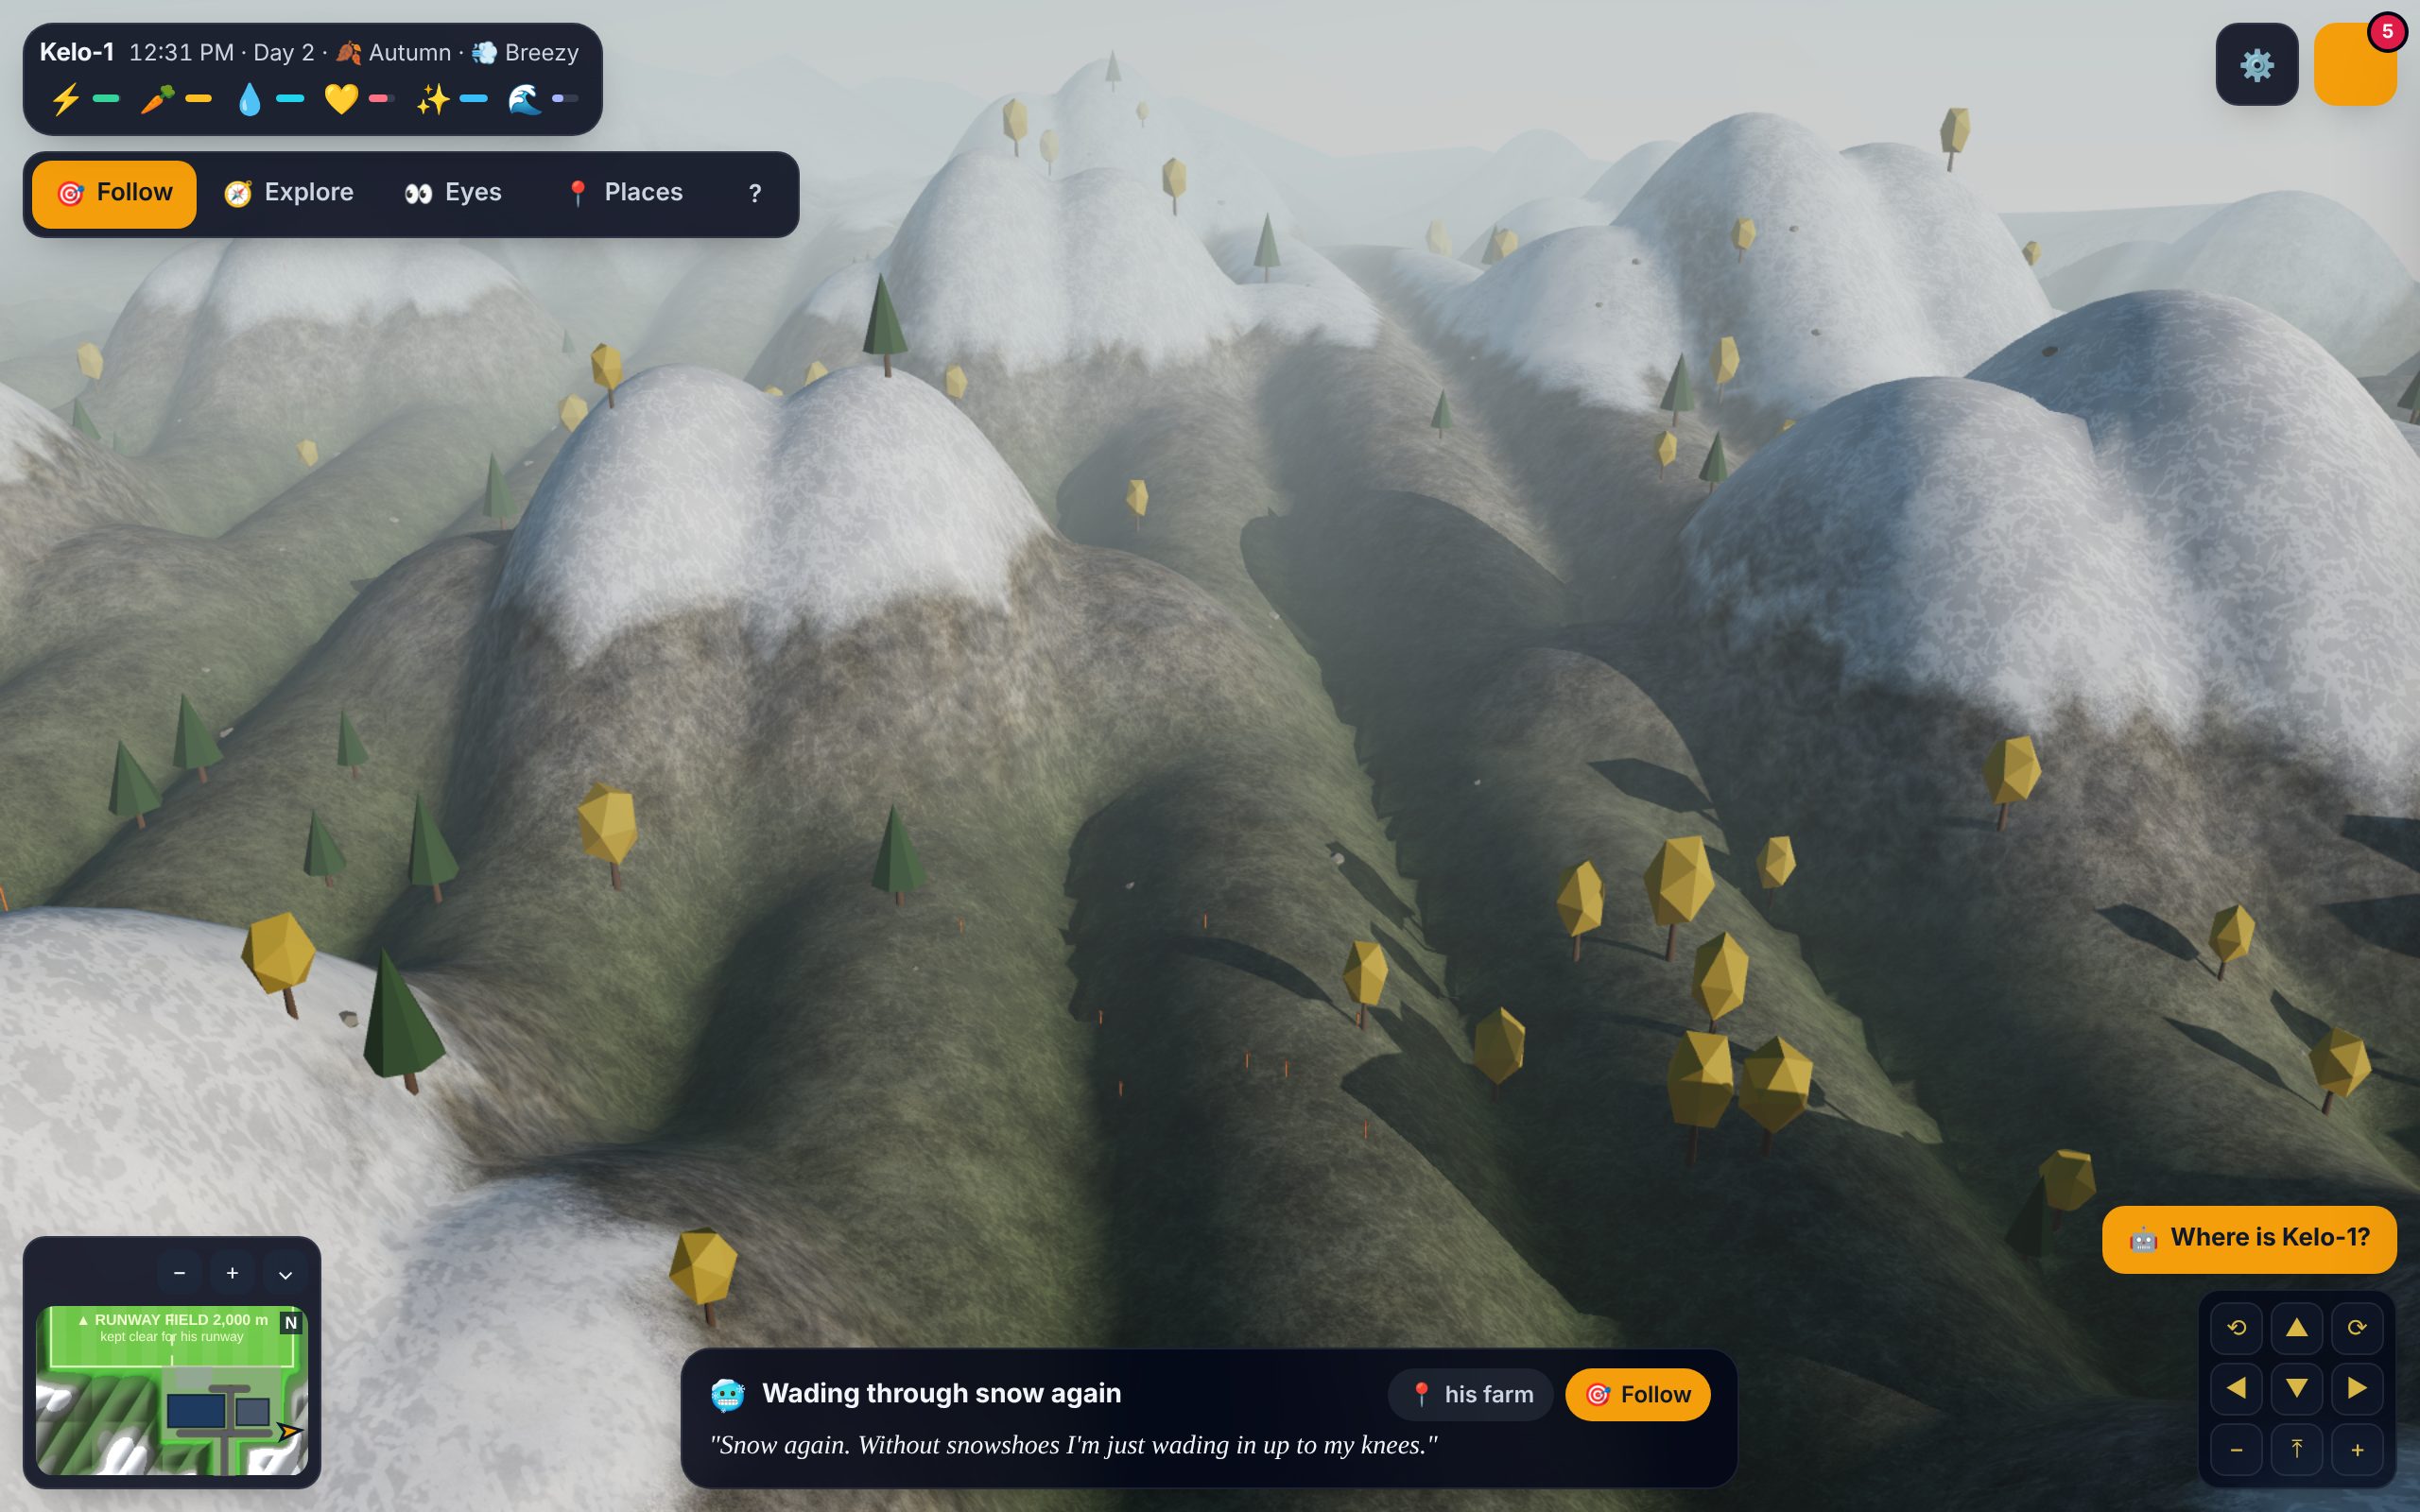 Kelo-1 12:31 PM · Day 2 · 🍂 Autumn · 💨 Breezy
5
Follow
Explore
Eyes
Places
?
Where is Kelo-1?
− +
▲ RUNWAY FIELD 2,000 m
kept clear for his runway
N
Wading through snow again
his farm
Follow
"Snow again. Without snowshoes I'm just wading in up to my knees."
− +